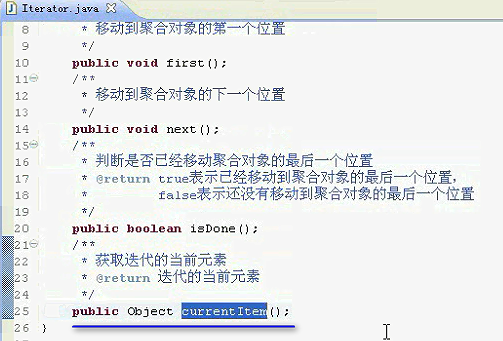 Iterator.java
8 * 移动到聚合对象的第一个位置
9 */
10 public void first();
11 /**
12 * 移动到聚合对象的下一个位置
13 */
14 public void next();
15 /**
16 * 判断是否已经移动聚合对象的最后一个位置
17 * @return true表示已经移动到聚合对象的最后一个位置，
18 false表示还没有移动到聚合对象的最后一个位置
19 */
20 public boolean isDone();
21 /**
22 * 获取迭代的当前元素
23 * @return 迭代的当前元素
24 */
25 public Object currentItem();
26 }